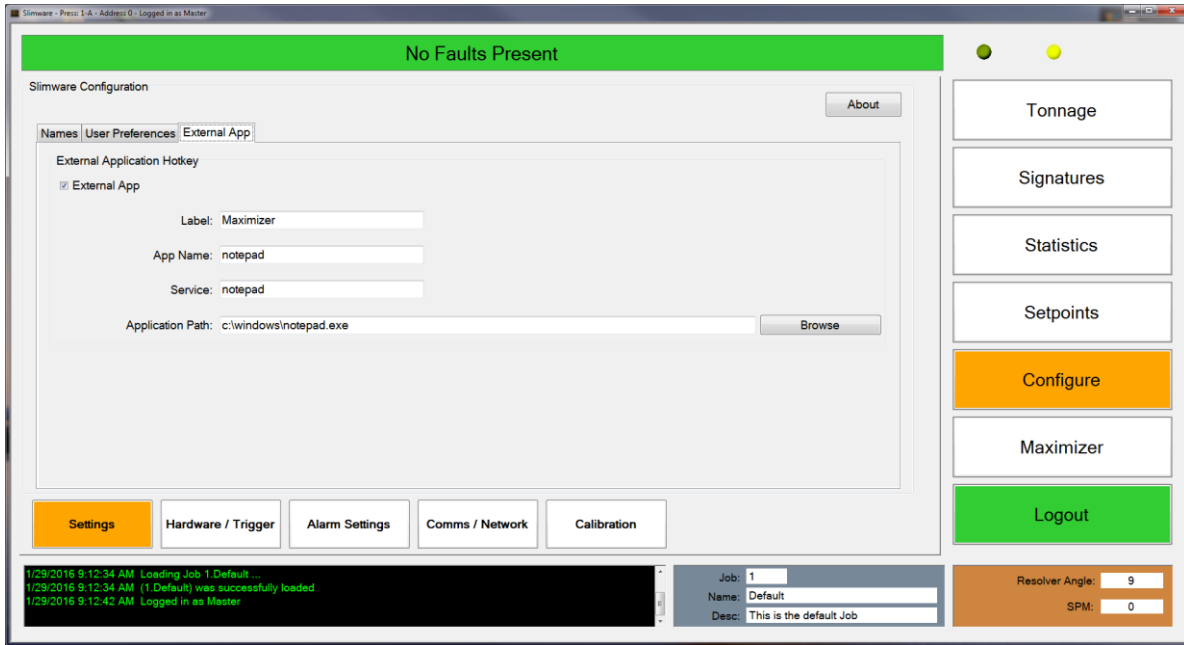 Slimware - Press: 1-A - Address 0 - Logged in as Master
No Faults Present
Slimware Configuration
About
Names User Preferences External App
External Application Hotkey
External App
Label: Maximizer
App Name: notepad
Service: notepad
Application Path: c:\windows\notepad.exe Browse
Settings Hardware / Trigger Alarm Settings Comms / Network Calibration
Tonnage
Signatures
Statistics
Setpoints
Configure
Maximizer
Logout
1/29/2016 9:12:34 AM Loading Job 1.Default ...
1/29/2016 9:12:34 AM (1.Default) was successfully loaded
1/29/2016 9:12:42 AM Logged in as Master
Job: 1
Name: Default
Desc: This is the default Job
Resolver Angle: 9
SPM: 0